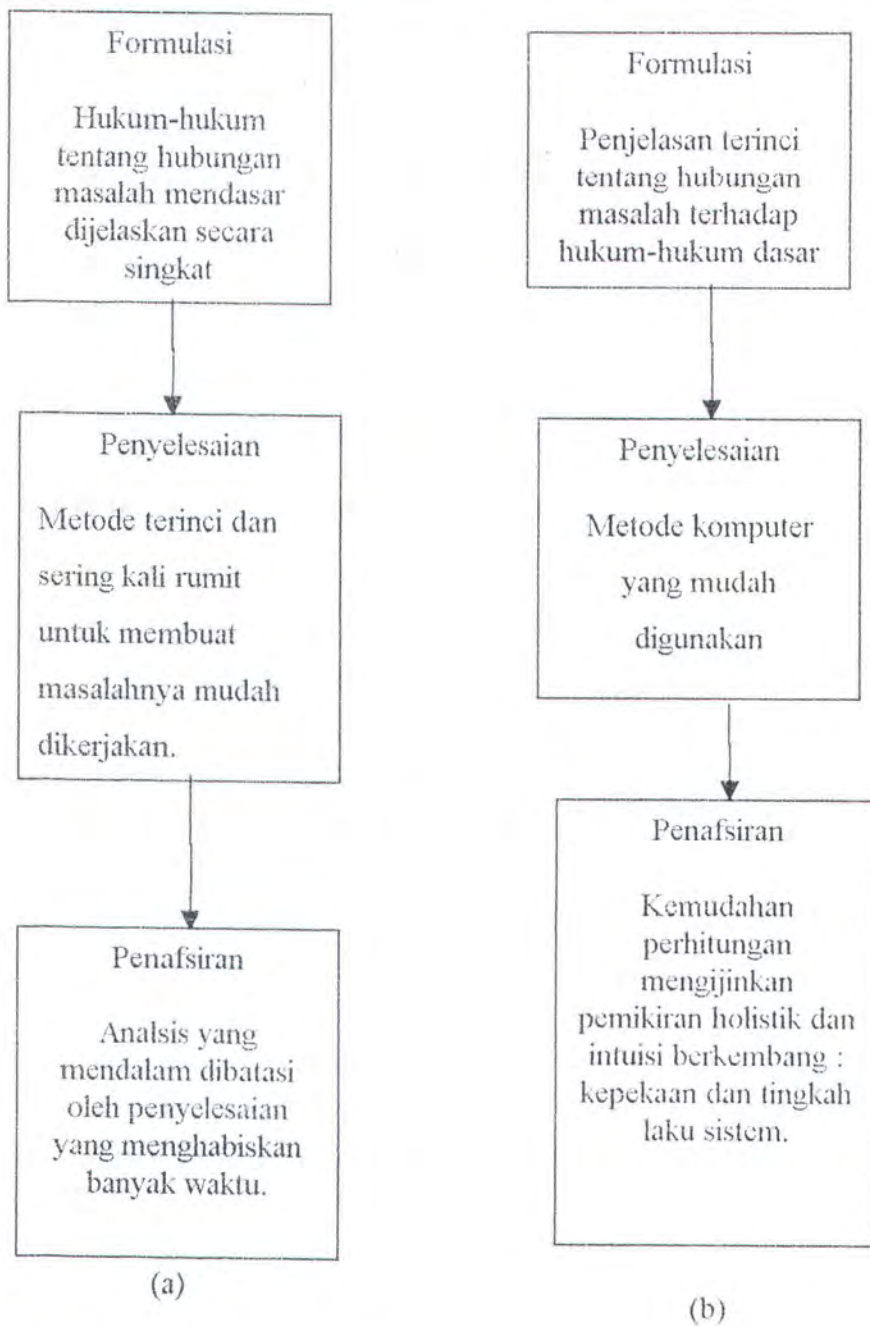 Formulasi
Hukum-hukum
tentang hubungan
masalah mendasar
dijelaskan secara
singkat
Penyelesaian
Metode terinci dan
sering kali rumit
untuk membuat
masalahnya mudah
dikerjakan.
Penafsiran
Analsis yang
mendalam dibatasi
oleh penyelesaian
yang menghabiskan
banyak waktu.
(a)
Formulasi
Penjelasan terinci
tentang hubungan
masalah terhadap
hukum-hukum dasar
Penyelesaian
Metode komputer
yang mudah
digunakan
Penafsiran
Kemudahan
perhitungan
mengijinkan
pemikiran holistik dan
intuisi berkembang :
kepekaan dan tingkah
laku sistem.
(b)